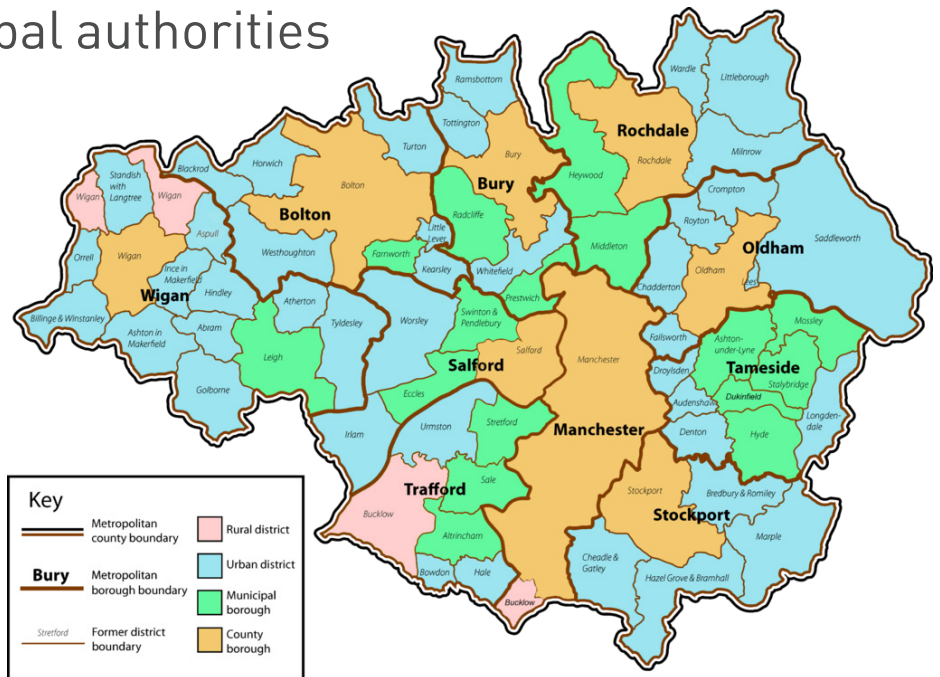 pal authorities
Ramsbottom
Wardle
Littleborough
Tottington
Rochdale
Turton
Bury
Rochdale
Milnrow
Blackrod
Horwich
Standish
with
Langtree
Wigan
Wigan
Bolton
Bury
Heywood
Crompton
Bolton
Radcliffe
Royton
Aspull
Little
Lever
Saddleworth
Middleton
Oldham
Wigan
Orrell
Westhoughton
Farnworth
Kearsley
Whitefield
Oldham
Lees
Ince in
Makerfield
Hindley
Wigan
Atherton
Prestwich
Chadderton
Billinge & Winstanley
Abram
Tyldesley
Worsley
Swinton &
Pendlebury
Mossley
Ashton in
Makerfield
Failsworth
Ashton-
under-Lyne
Leigh
Salford
Salford
Manchester
Droylsden
Tameside
Stalybridge
Golborne
Eccles
Audenshaw
Dukinfield
Longden-
dale
Irlam
Urmston
Stretford
Manchester
Denton
Hyde
Trafford
Sale
Stockport
Bredbury & Romiley
Bucklow
Stockport
Altrincham
Marple
Cheadle &
Gatley
Bowdon
Hale
Hazel Grove & Bramhall
Bucklow
Key
Metropolitan
county boundary
Rural district
Bury
Metropolitan
borough boundary
Urban district
Municipal
borough
Stretford
Former district
boundary
County
borough